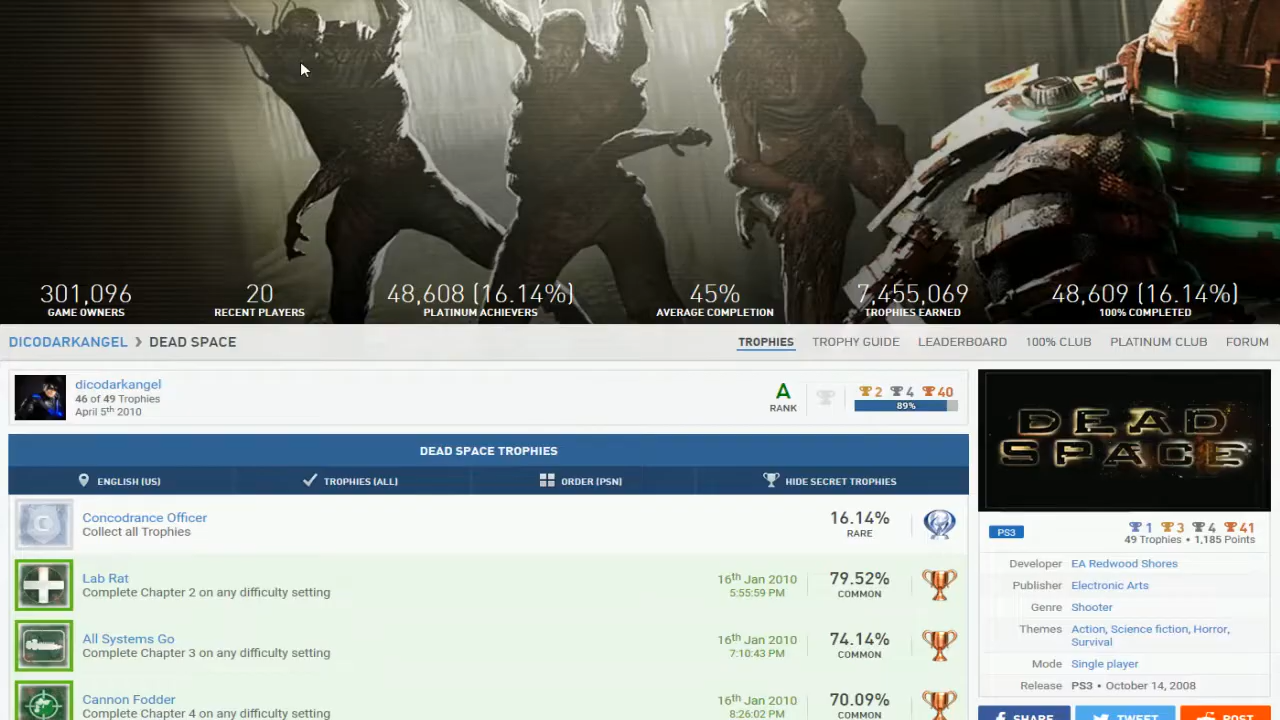 301,096
GAME OWNERS
20
RECENT PLAYERS
48,608 (16.14%)
PLATINUM ACHIEVERS
45%
AVERAGE COMPLETION
7,455,069
TROPHIES EARNED
48,609 (16.14%)
100% COMPLETED
DICODARKANGEL > DEAD SPACE
TROPHIES TROPHY GUIDE LEADERBOARD 100% CLUB PLATINUM CLUB FORUM
dicodarkangel
46 of 49 Trophies
April 5th 2010
A
RANK
2 4 40
89%
DEAD SPACE TROPHIES
ENGLISH (US) TROPHIES (ALL) ORDER (PSN) HIDE SECRET TROPHIES
Concodrance Officer
Collect all Trophies
16.14%
RARE
Lab Rat
Complete Chapter 2 on any difficulty setting
16th Jan 2010
5:55:59 PM
79.52%
COMMON
All Systems Go
Complete Chapter 3 on any difficulty setting
16th Jan 2010
7:10:43 PM
74.14%
COMMON
Cannon Fodder
Complete Chapter 4 on any difficulty setting
16th Jan 2010
8:26:02 PM
70.09%
COMMON
DEAD
SPACE
PS3
1 3 4 41
49 Trophies • 1,185 Points
Developer EA Redwood Shores
Publisher Electronic Arts
Genre Shooter
Themes Action, Science fiction, Horror,
Survival
Mode Single player
Release PS3 • October 14, 2008
SHARE TWEET POST